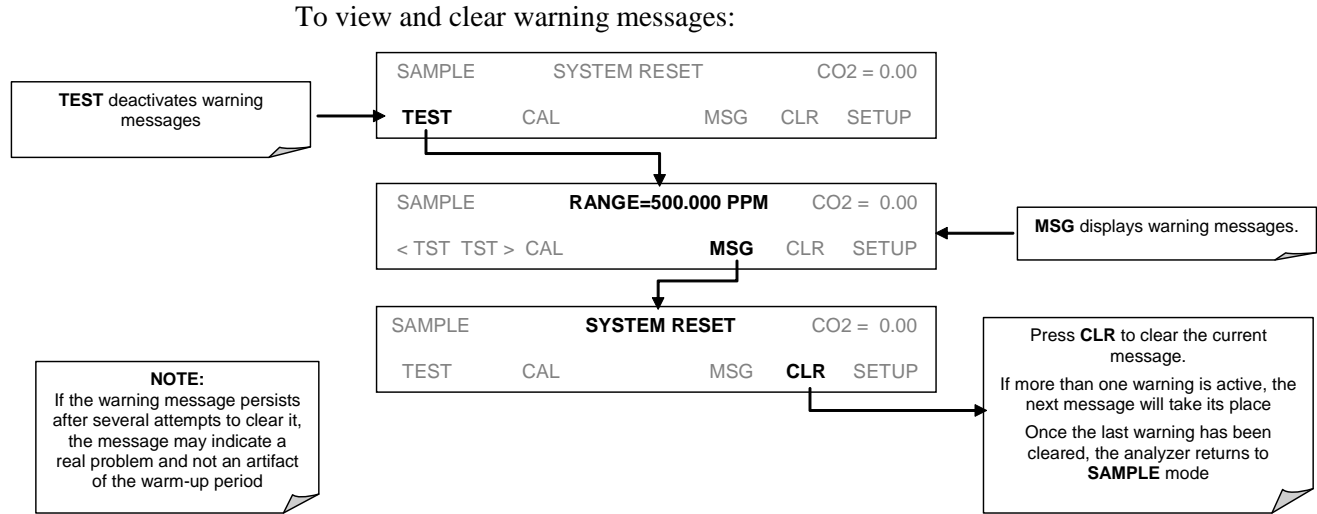 To view and clear warning messages:
SAMPLE SYSTEM RESET CO2 = 0.00
TEST CAL MSG CLR SETUP
TEST deactivates warning
messages
SAMPLE RANGE=500.000 PPM CO2 = 0.00
< TST TST > CAL MSG CLR SETUP
MSG displays warning messages.
SAMPLE SYSTEM RESET CO2 = 0.00
TEST CAL MSG CLR SETUP
NOTE:
If the warning message persists
after several attempts to clear it,
the message may indicate a
real problem and not an artifact
of the warm-up period
Press CLR to clear the current
message.
If more than one warning is active, the
next message will take its place
Once the last warning has been
cleared, the analyzer returns to
SAMPLE mode